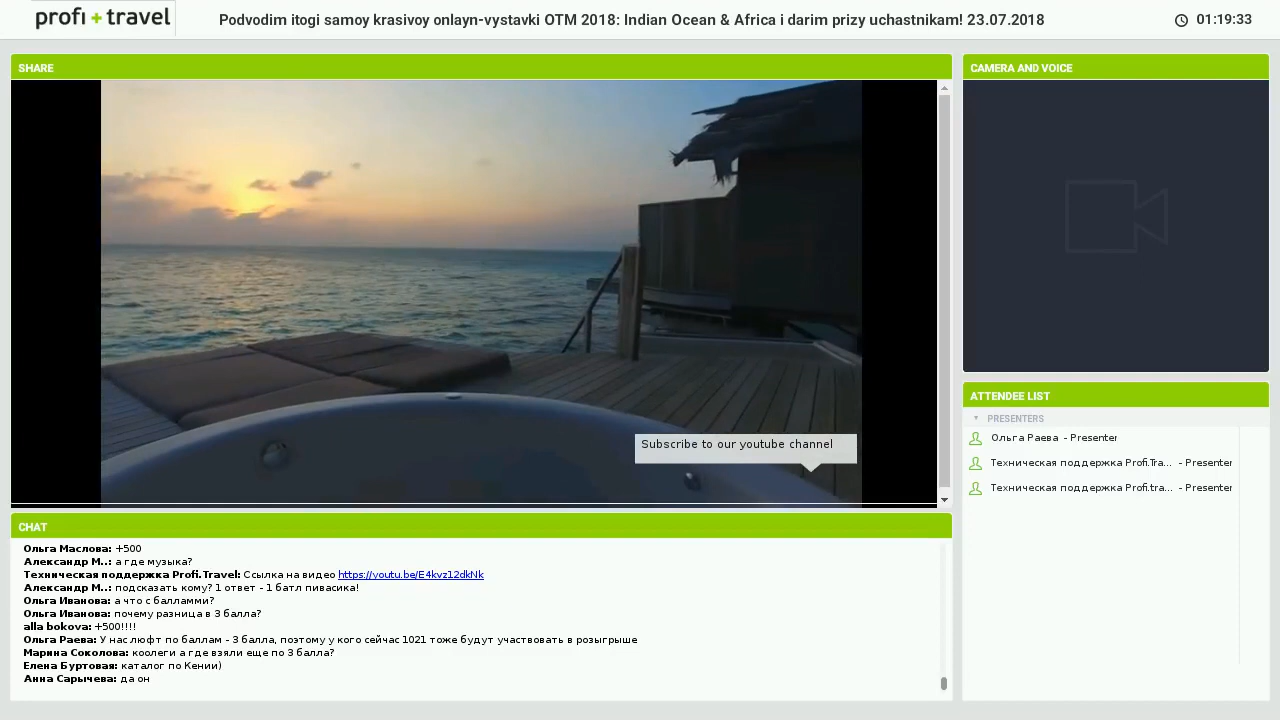 profi + travel
Podvodim itogi samoy krasivoy onlayn-vystavki OTM 2018: Indian Ocean & Africa i darim prizy uchastnikam! 23.07.2018
01:19:33
SHARE
Subscribe to our youtube channel
CAMERA AND VOICE
ATTENDEE LIST
PRESENTERS
Ольга Раева - Presenter
Техническая поддержка Profi.Tra... - Presenter
Техническая поддержка Profi.tra... - Presenter
CHAT
Ольга Маслова: +500
Александр М..: а где музыка?
Техническая поддержка Profi.Travel: Ссылка на видео https://youtu.be/E4kvz12dkNk
Александр М..: подсказать кому? 1 ответ - 1 батл пивасика!
Ольга Иванова: а что с балламми?
Ольга Иванова: почему разница в 3 балла?
alla bokova: +500!!!!
Ольга Раева: У нас люфт по баллам - 3 балла, поэтому у кого сейчас 1021 тоже будут участвовать в розыгрыше
Марина Соколова: коолеги а где взяли еще по 3 балла?
Елена Буртовая: каталог по Кении)
Анна Сарычева: да он